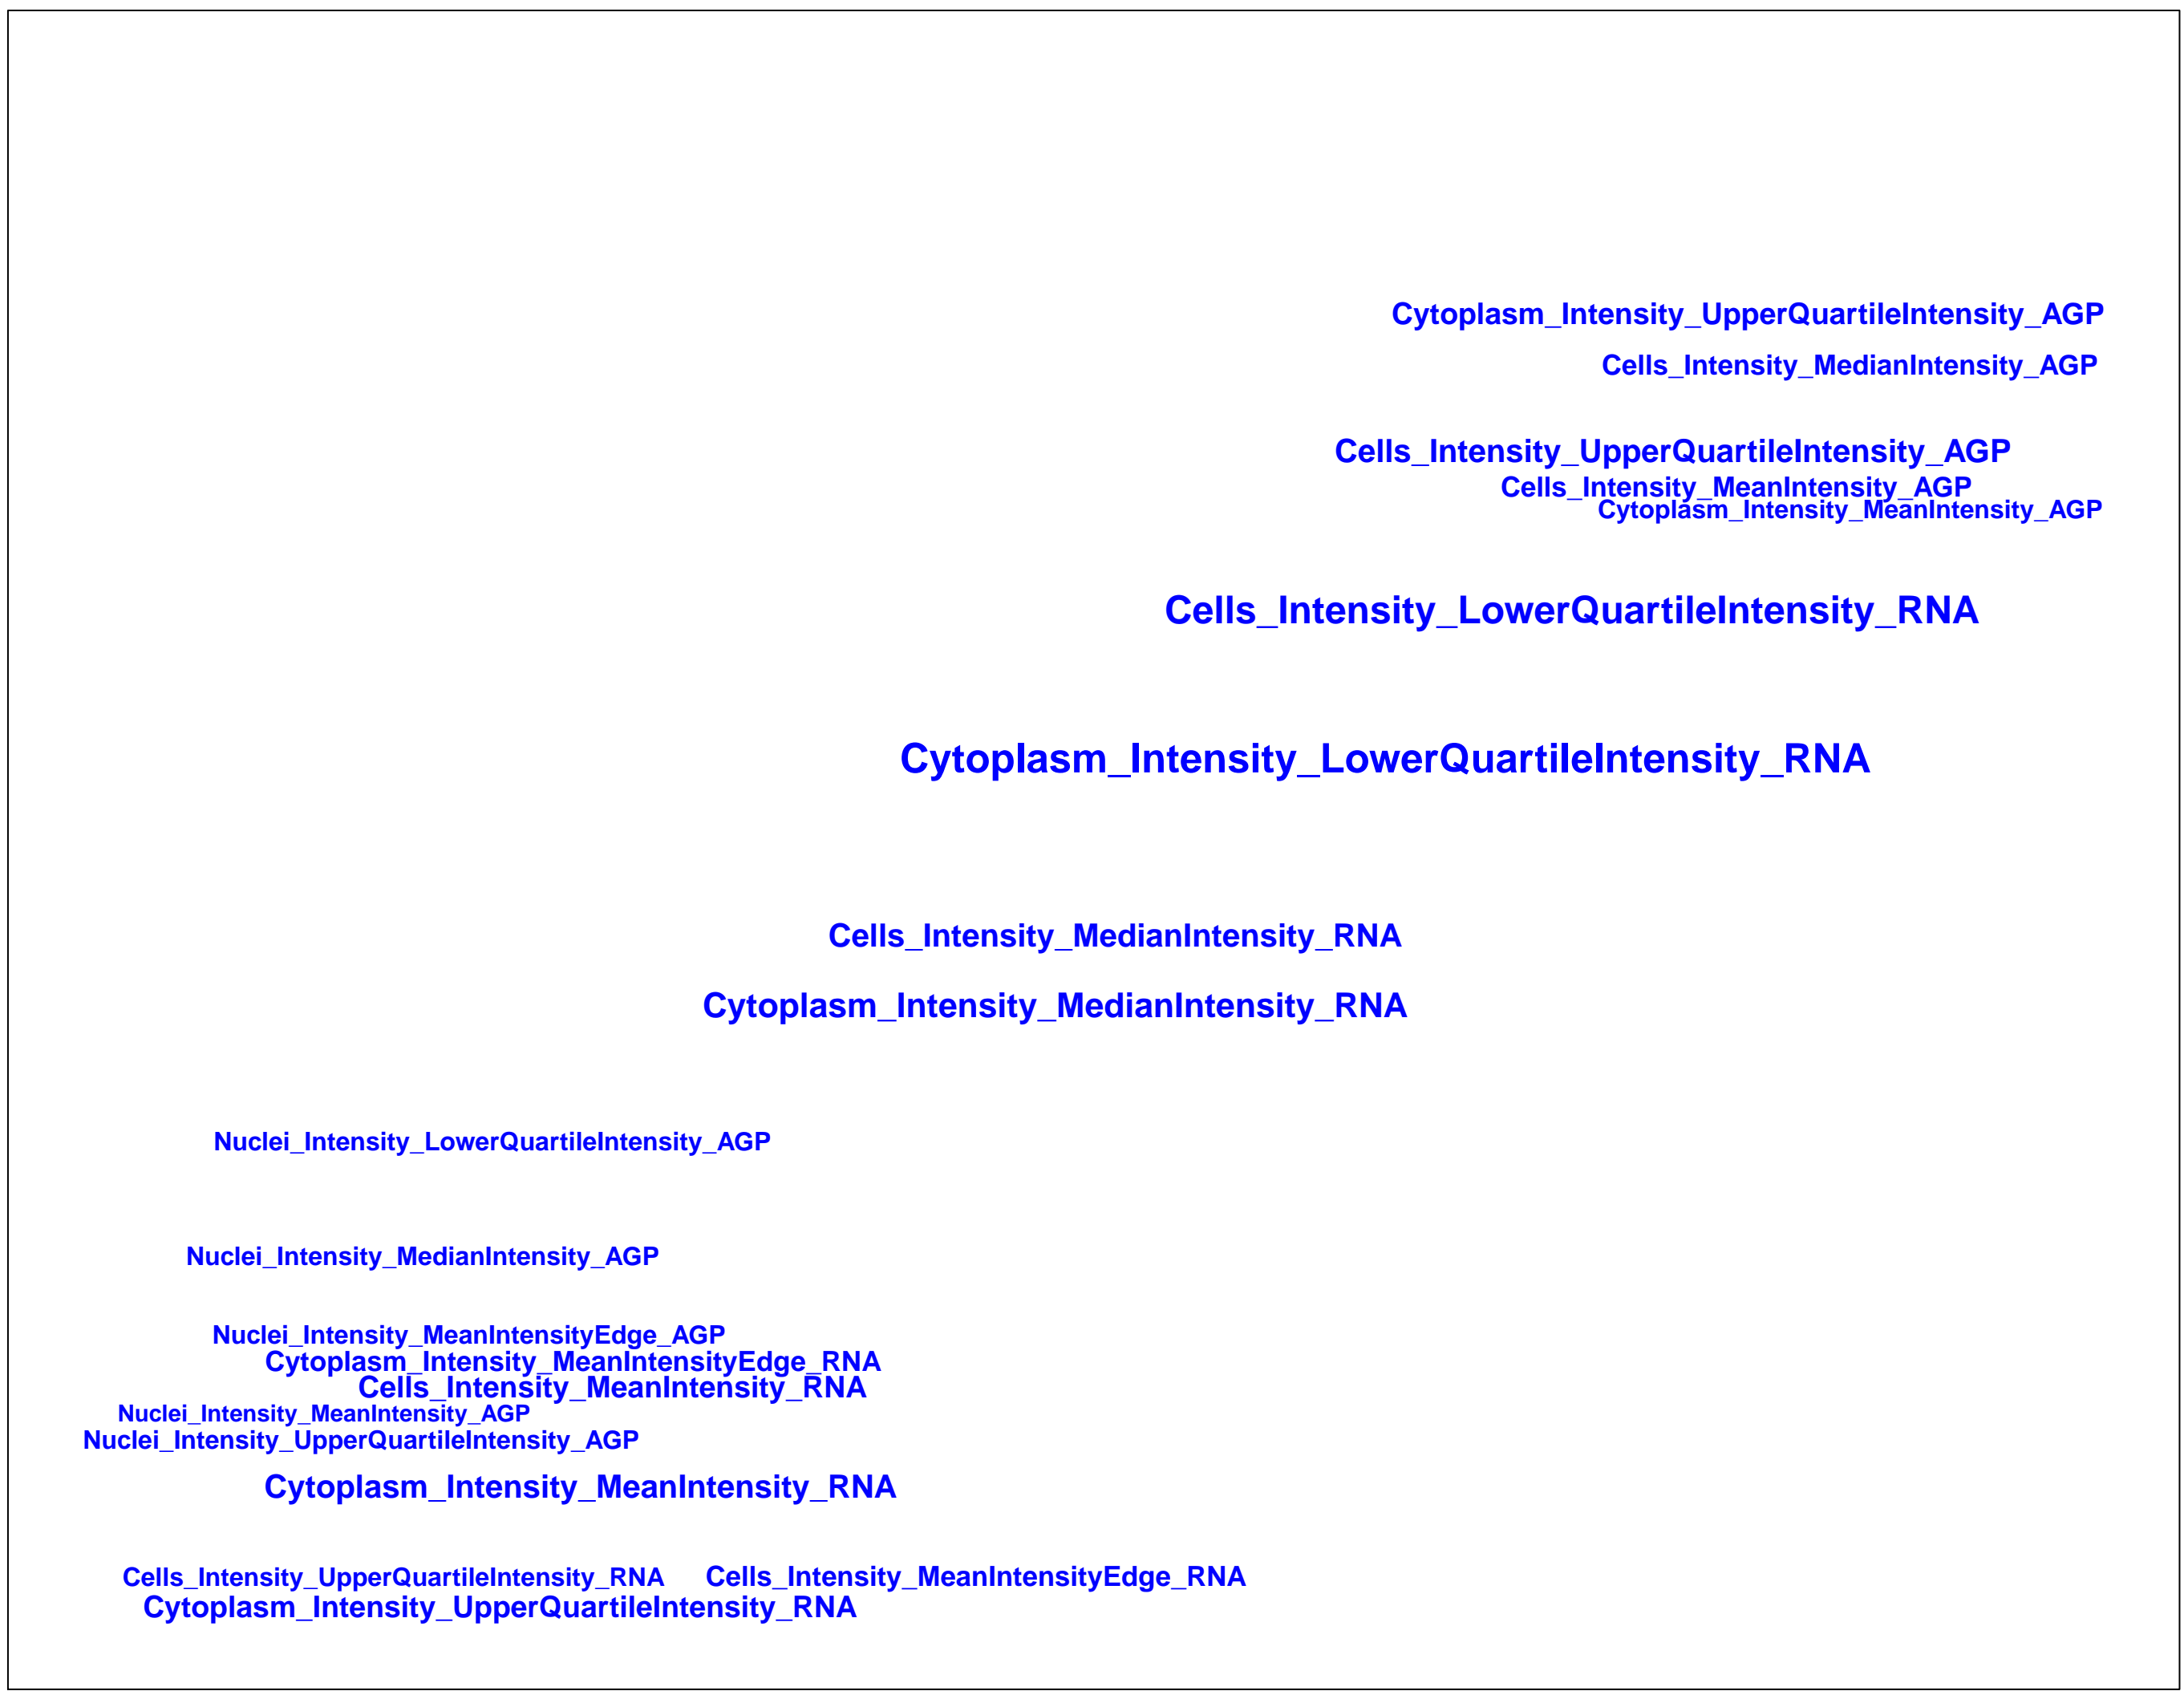 Cytoplasm_Intensity_UpperQuartileIntensity_AGP
Cells_Intensity_MedianIntensity_AGP
Cells_Intensity_UpperQuartileIntensity_AGP
Cells_Intensity_MeanIntensity_AGP
Cytoplasm_Intensity_MeanIntensity_AGP
Cells_Intensity_LowerQuartileIntensity_RNA
Cytoplasm_Intensity_LowerQuartileIntensity_RNA
Cells_Intensity_MedianIntensity_RNA
Cytoplasm_Intensity_MedianIntensity_RNA
Nuclei_Intensity_LowerQuartileIntensity_AGP
Nuclei_Intensity_MedianIntensity_AGP
Nuclei_Intensity_MeanIntensityEdge_AGP
Cytoplasm_Intensity_MeanIntensityEdge_RNA
Cells_Intensity_MeanIntensity_RNA
Nuclei_Intensity_MeanIntensity_AGP
Nuclei_Intensity_UpperQuartileIntensity_AGP
Cytoplasm_Intensity_MeanIntensity_RNA
Cells_Intensity_UpperQuartileIntensity_RNA
Cells_Intensity_MeanIntensityEdge_RNA
Cytoplasm_Intensity_UpperQuartileIntensity_RNA